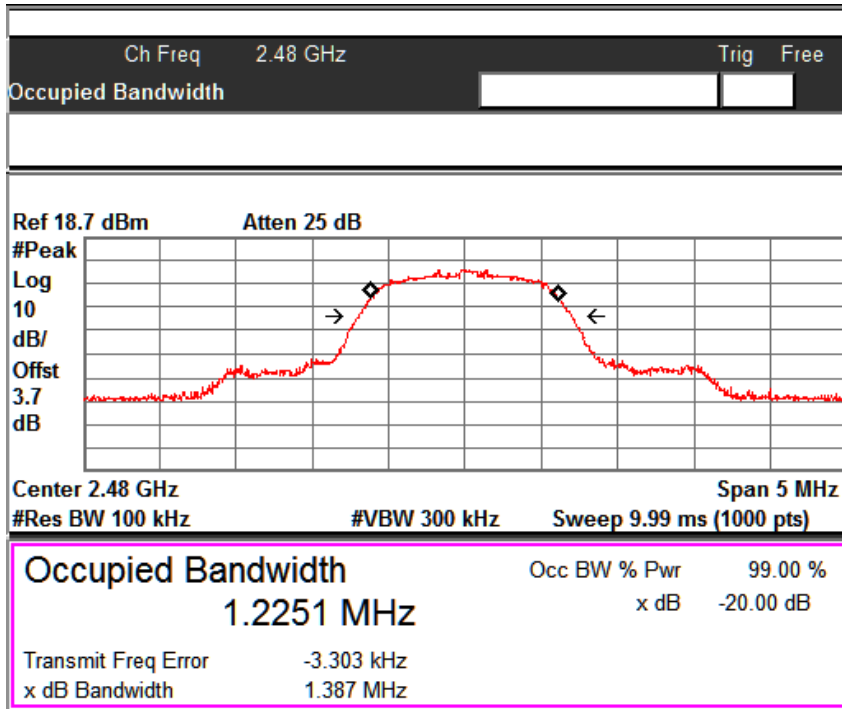 Ch Freq 2.48 GHz Trig Free
Occupied Bandwidth
Ref 18.7 dBm Atten 25 dB
#Peak
Log
10
dB/
Offst
3.7
dB
Center 2.48 GHz Span 5 MHz
#Res BW 100 kHz #VBW 300 kHz Sweep 9.99 ms (1000 pts)
Occupied Bandwidth Occ BW % Pwr 99.00 %
1.2251 MHz x dB -20.00 dB
Transmit Freq Error -3.303 kHz
x dB Bandwidth 1.387 MHz